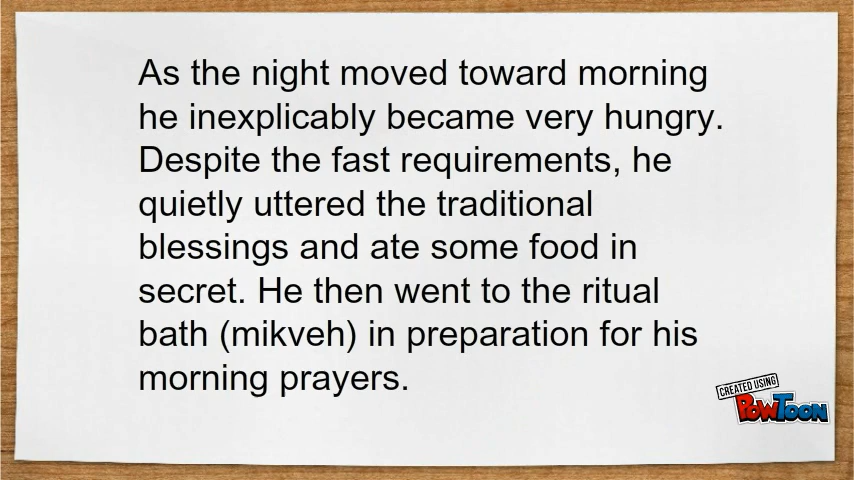 As the night moved toward morning
he inexplicably became very hungry.
Despite the fast requirements, he
quietly uttered the traditional
blessings and ate some food in
secret. He then went to the ritual
bath (mikveh) in preparation for his
morning prayers.
CREATED USING
POWTOON